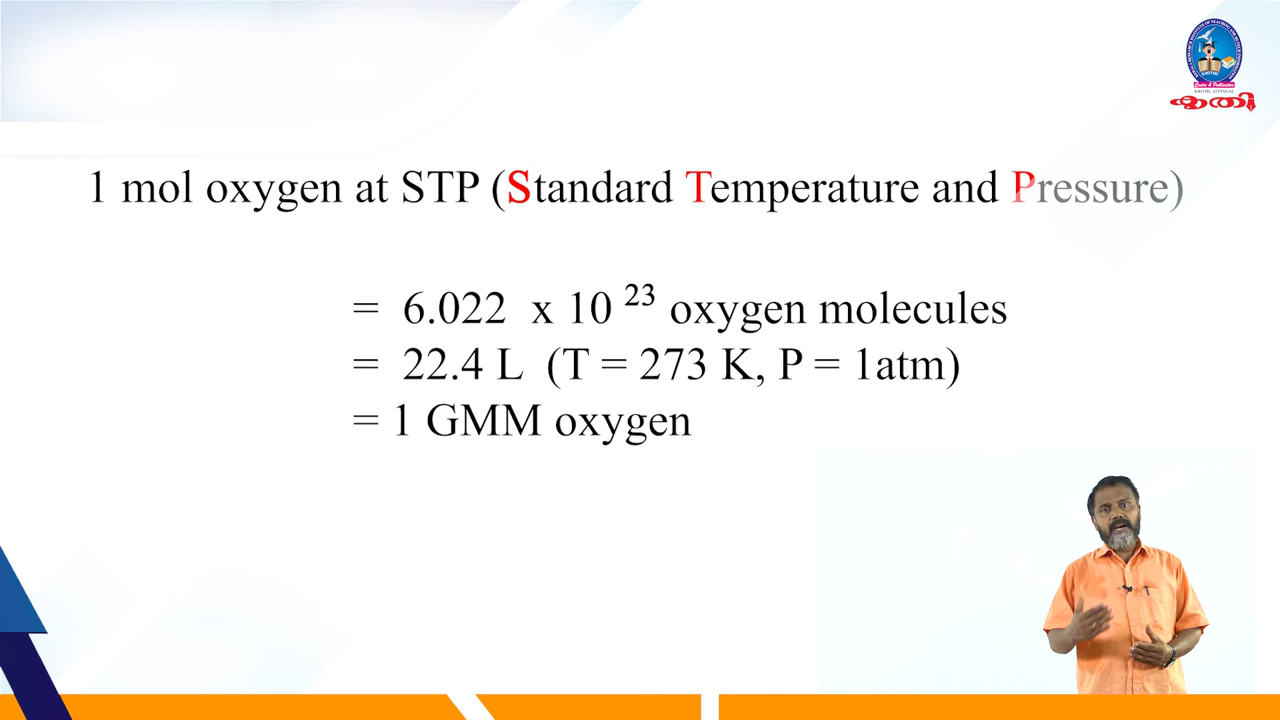 കൃതി
1 mol oxygen at STP (Standard Temperature and Pressure)
= 6.022 x 10 23 oxygen molecules
= 22.4 L (T = 273 K, P = 1atm)
= 1 GMM oxygen